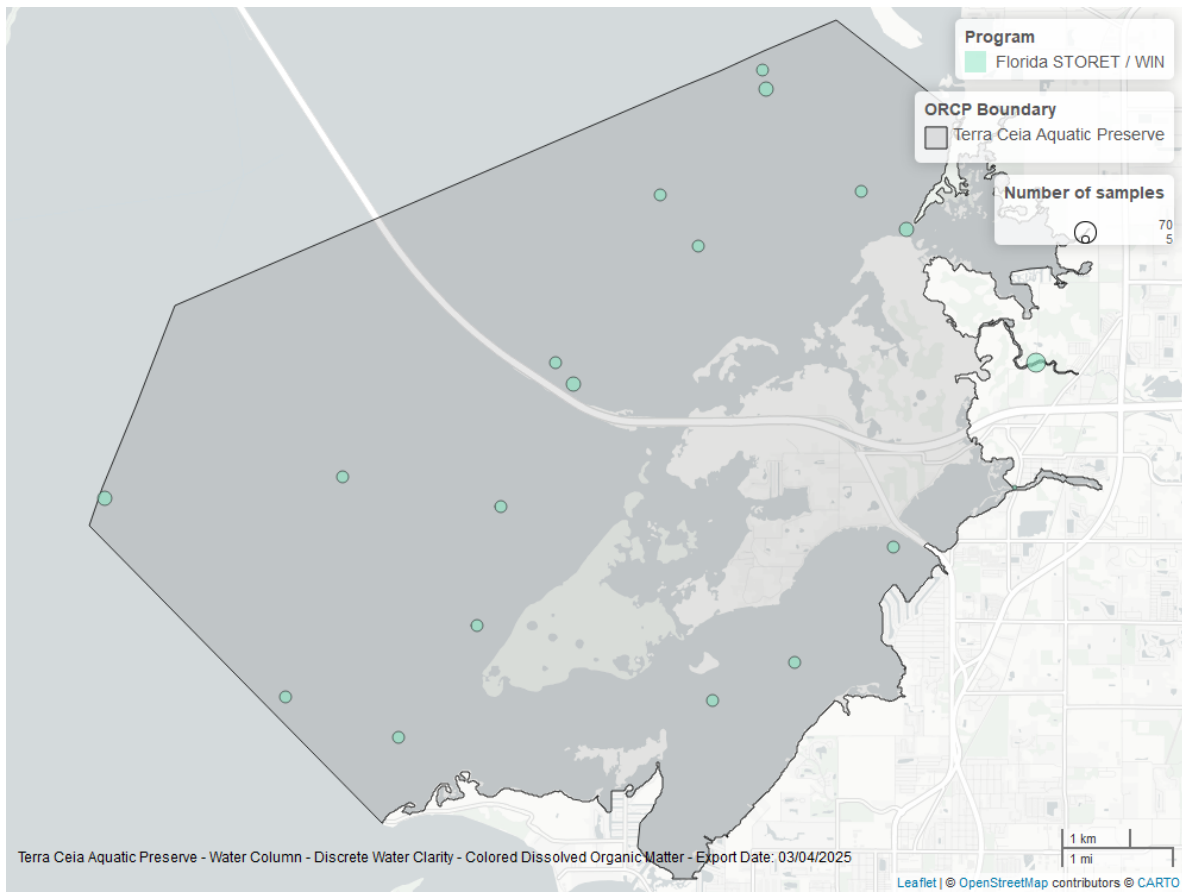 Program
Florida STORET / WIN
ORCP Boundary
Terra Ceia Aquatic Preserve
Number of samples
70
5
1 km
1 mi
Terra Ceia Aquatic Preserve - Water Column - Discrete Water Clarity - Colored Dissolved Organic Matter - Export Date: 03/04/2025
Leaflet | © OpenStreetMap contributors © CARTO